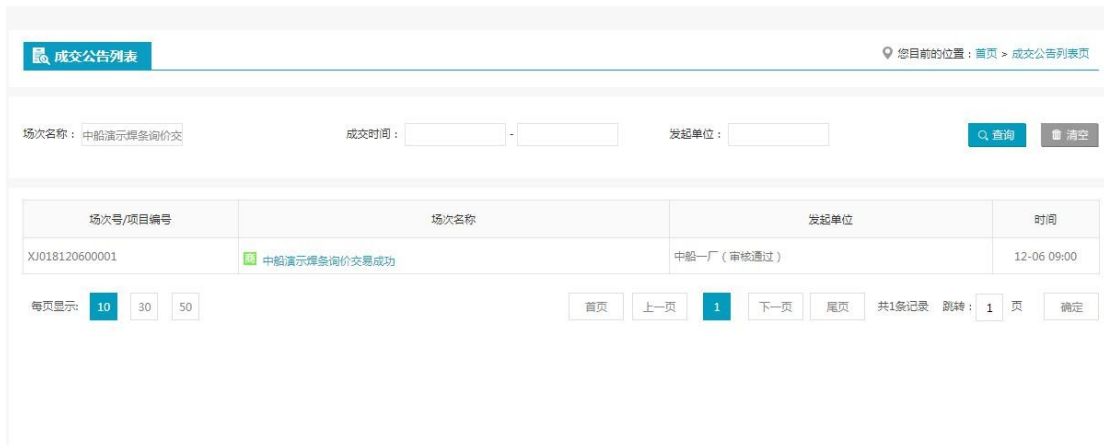 成交公告列表
您目前的位置：首页 > 成交公告列表页
场次名称： 中船演示焊条询价交 成交时间： - 发起单位： 查询 清空
场次号/项目编号 场次名称 发起单位 时间
XJ018120600001 中船演示焊条询价交易成功 中船一厂（审核通过） 12-06 09:00
每页显示: 10 30 50 首页 上一页 1 下一页 尾页 共1条记录 跳转： 1 页 确定